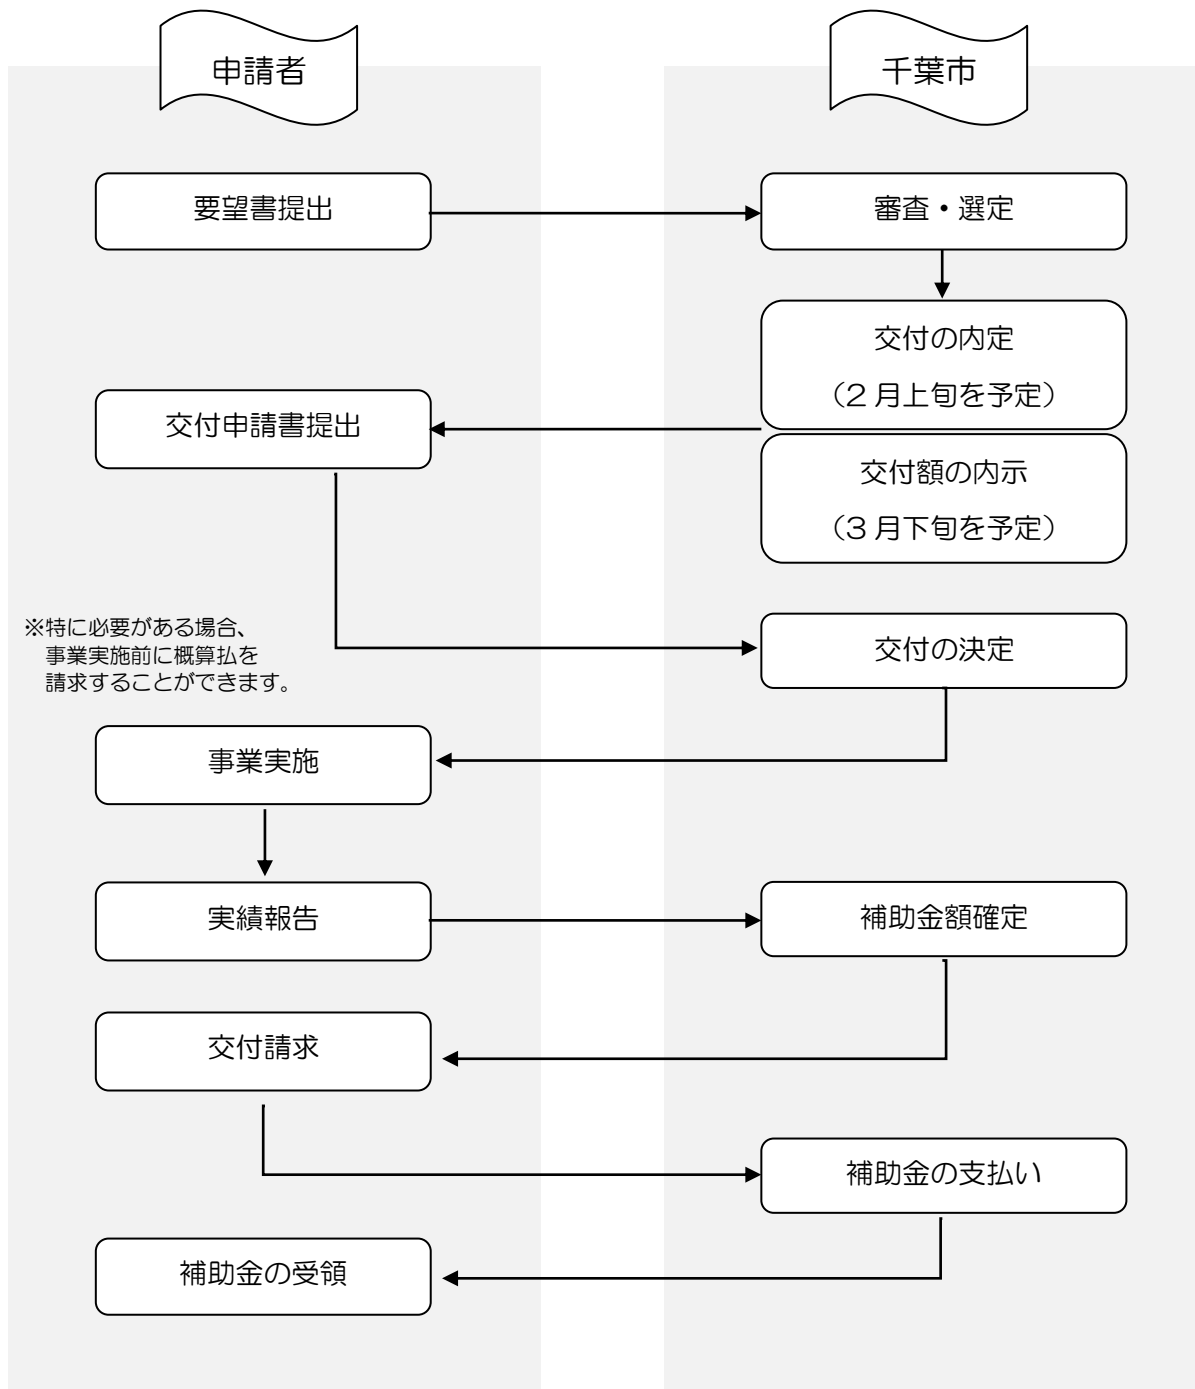 申請者
千葉市
要望書提出
審査・選定
交付の内定
(２月上旬を予定)
交付申請書提出
交付額の内示
(３月下旬を予定)
※特に必要がある場合、
事業実施前に概算払を
請求することができます。
交付の決定
事業実施
実績報告
補助金額確定
交付請求
補助金の支払い
補助金の受領